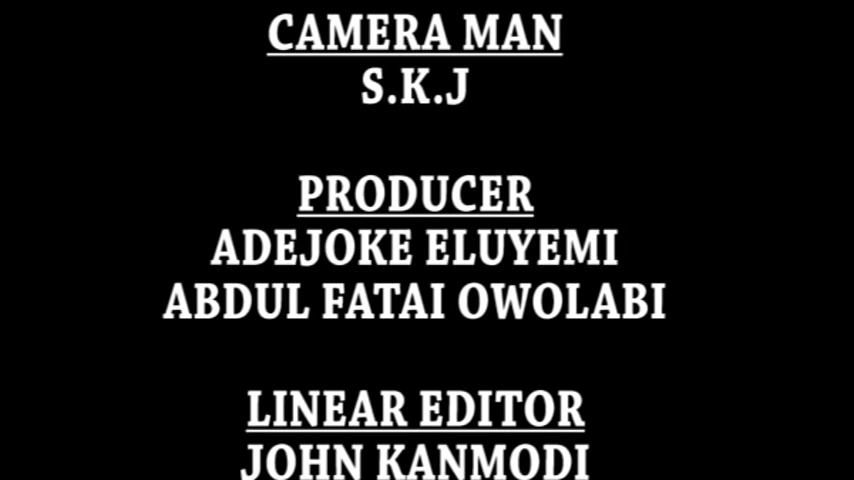 CAMERA MAN
S.K.J
PRODUCER
ADEJOKE ELUYEMI
ABDUL FATAI OWOLABI
LINEAR EDITOR
JOHN KANMODI